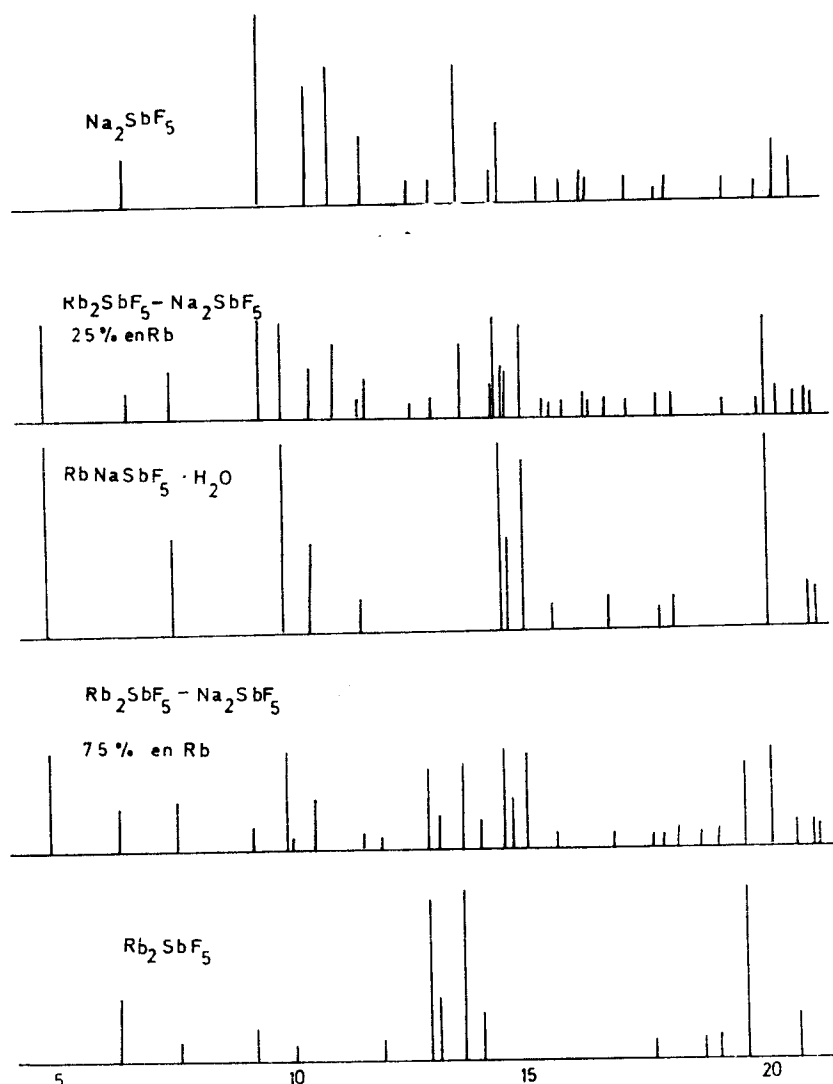 Na₂SbF₅
Rb₂SbF₅ – Na₂SbF₅
25 % en Rb
RbNaSbF₅ · H₂O
Rb₂SbF₅ – Na₂SbF₅
75 % en Rb
Rb₂SbF₅
5 10 15 20